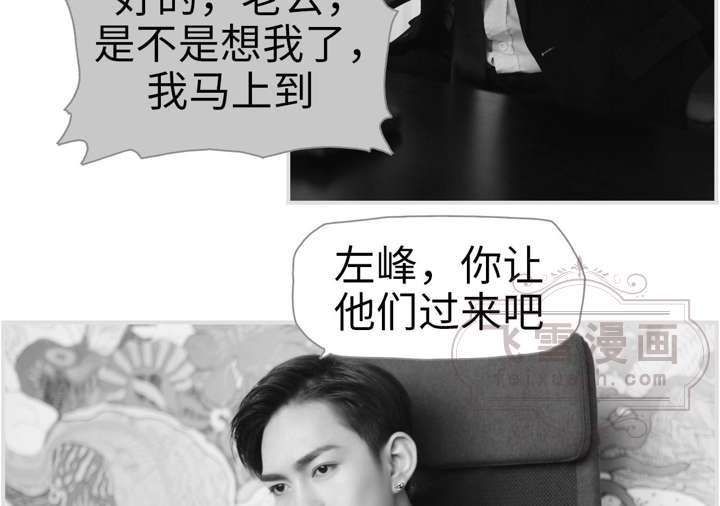 好的，老公，
是不是想我了，
我马上到
左峰，你让
他们过来吧
飞雪漫画
feixuemh.com